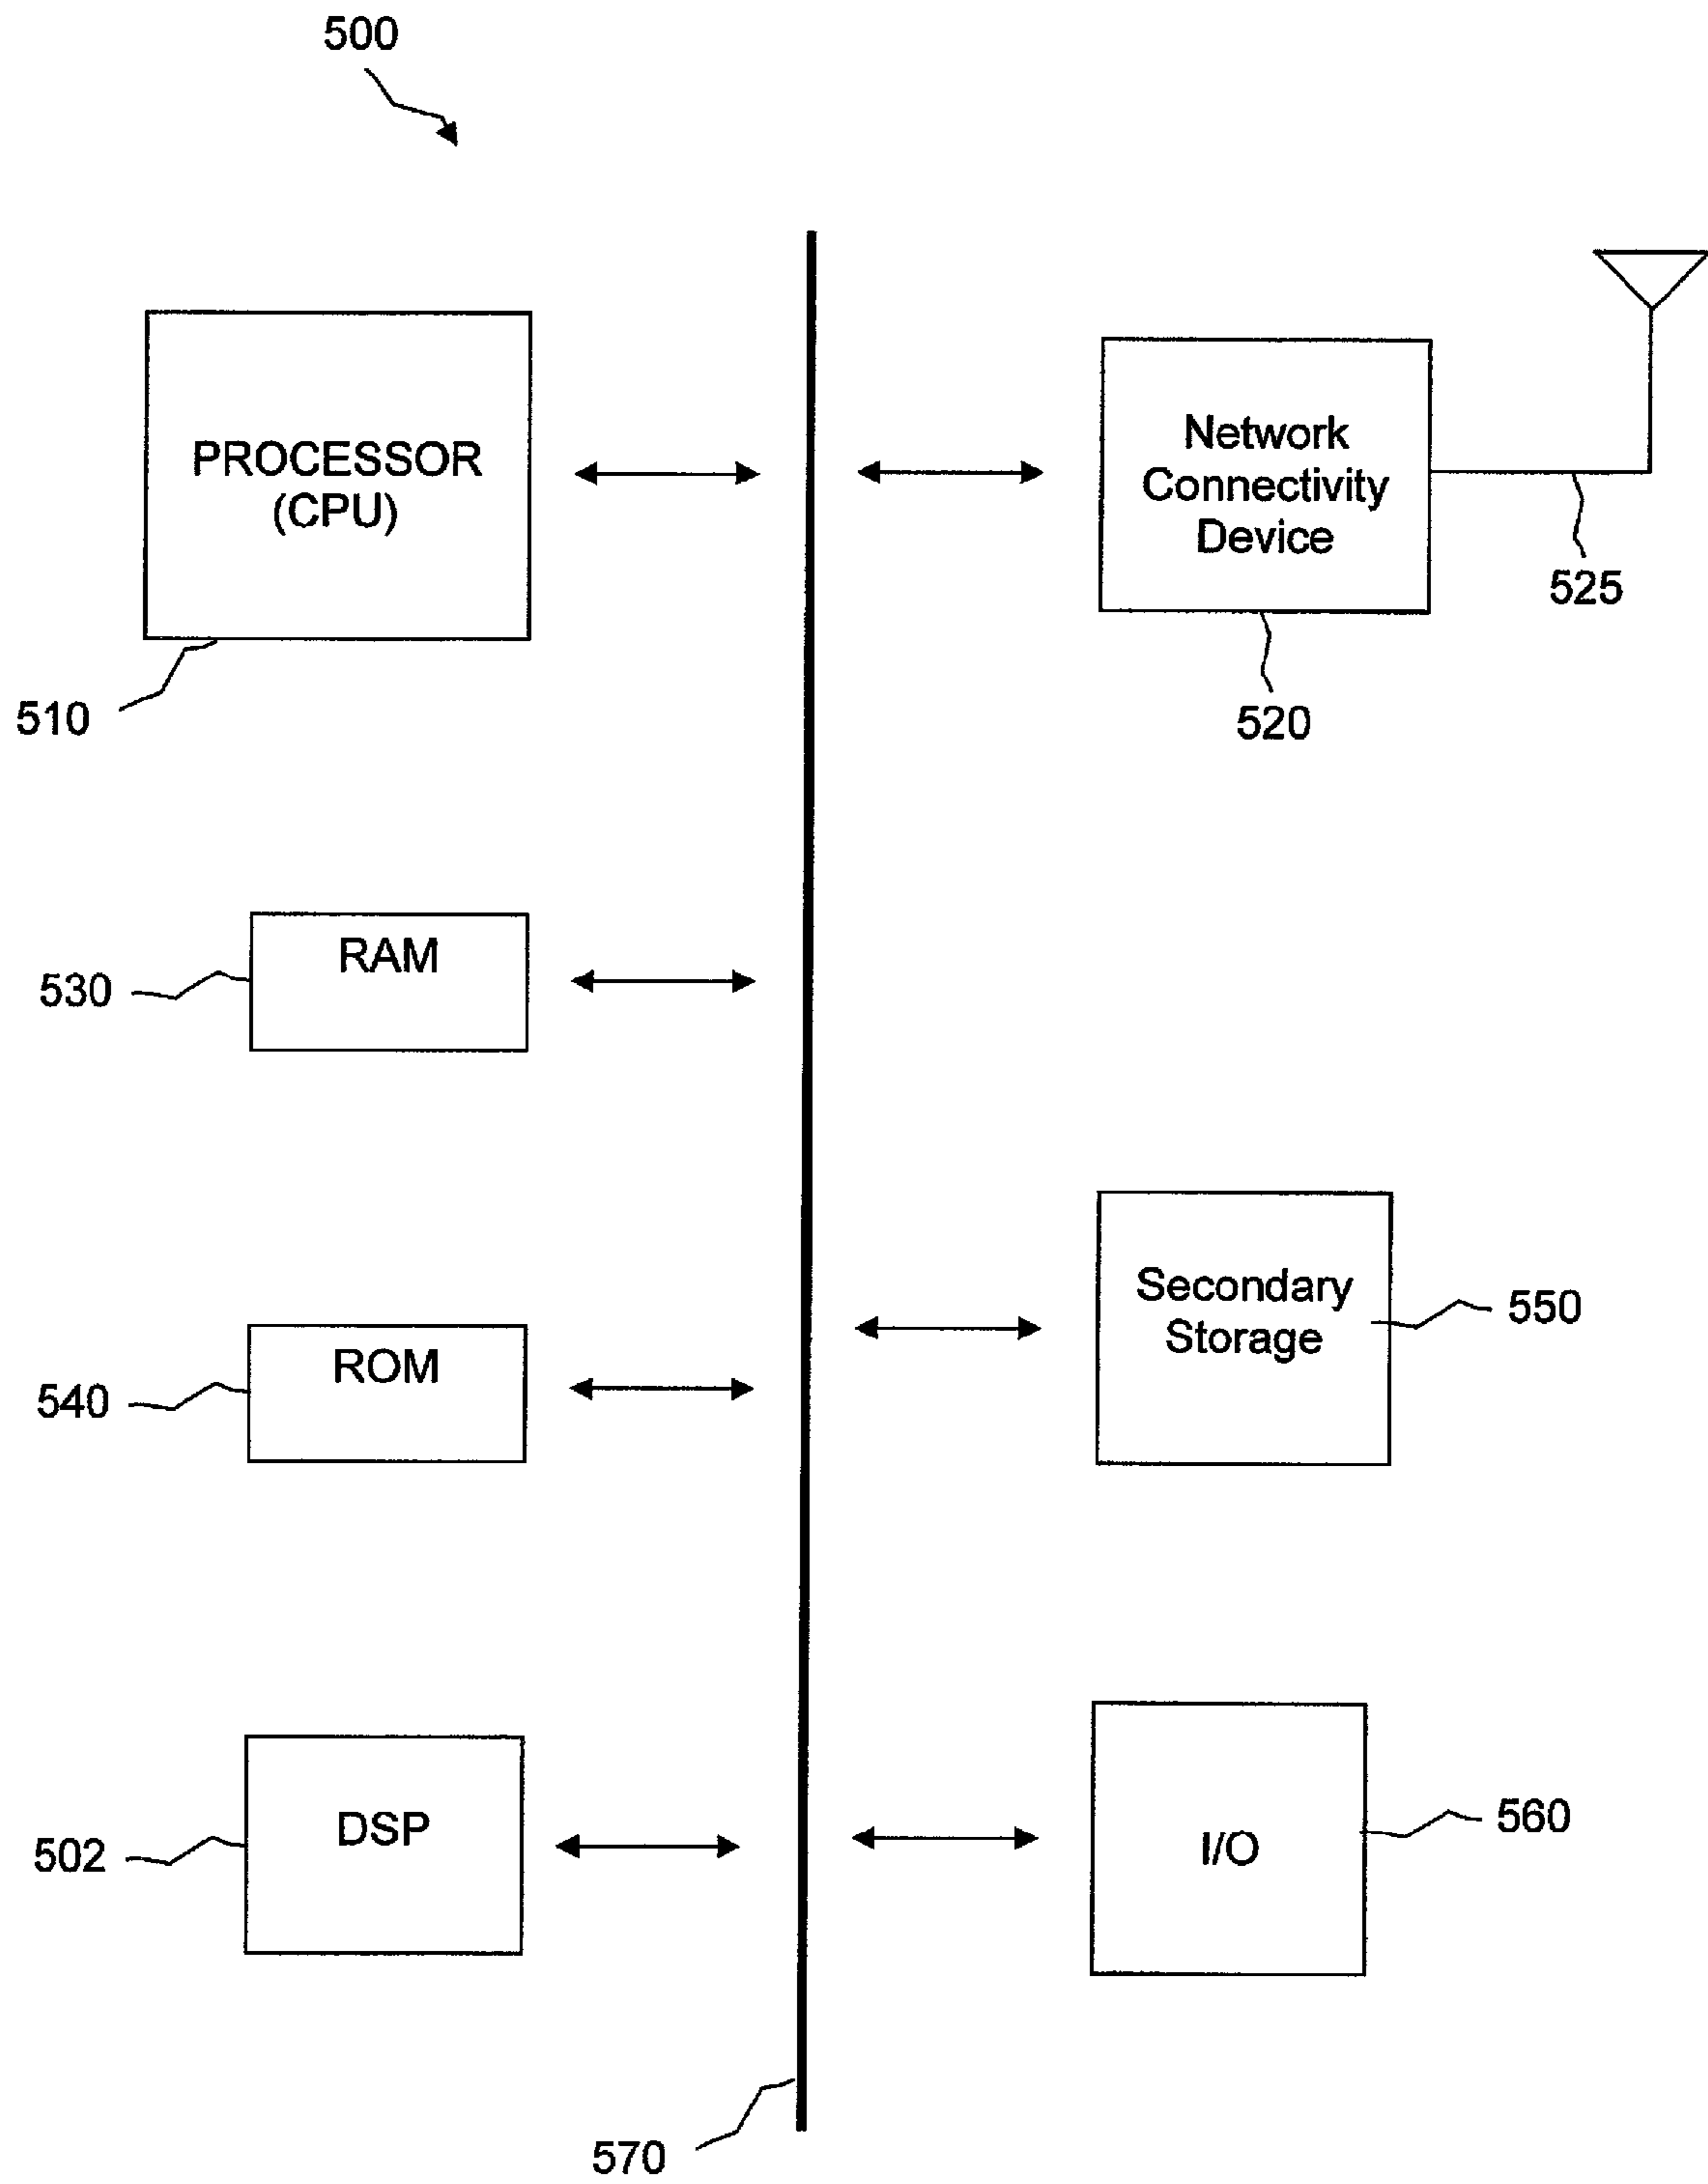 500
PROCESSOR
(CPU)
510
Network
Connectivity
Device
525
520
RAM
530
Secondary
Storage
550
ROM
540
DSP
502
I/O
560
570